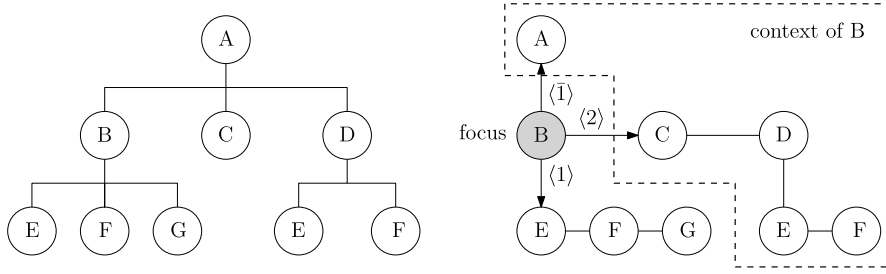 A
B C D
E F G E F
context of B
A
⟨1̄⟩
focus B ⟨2⟩ C D
⟨1⟩
E F G E F